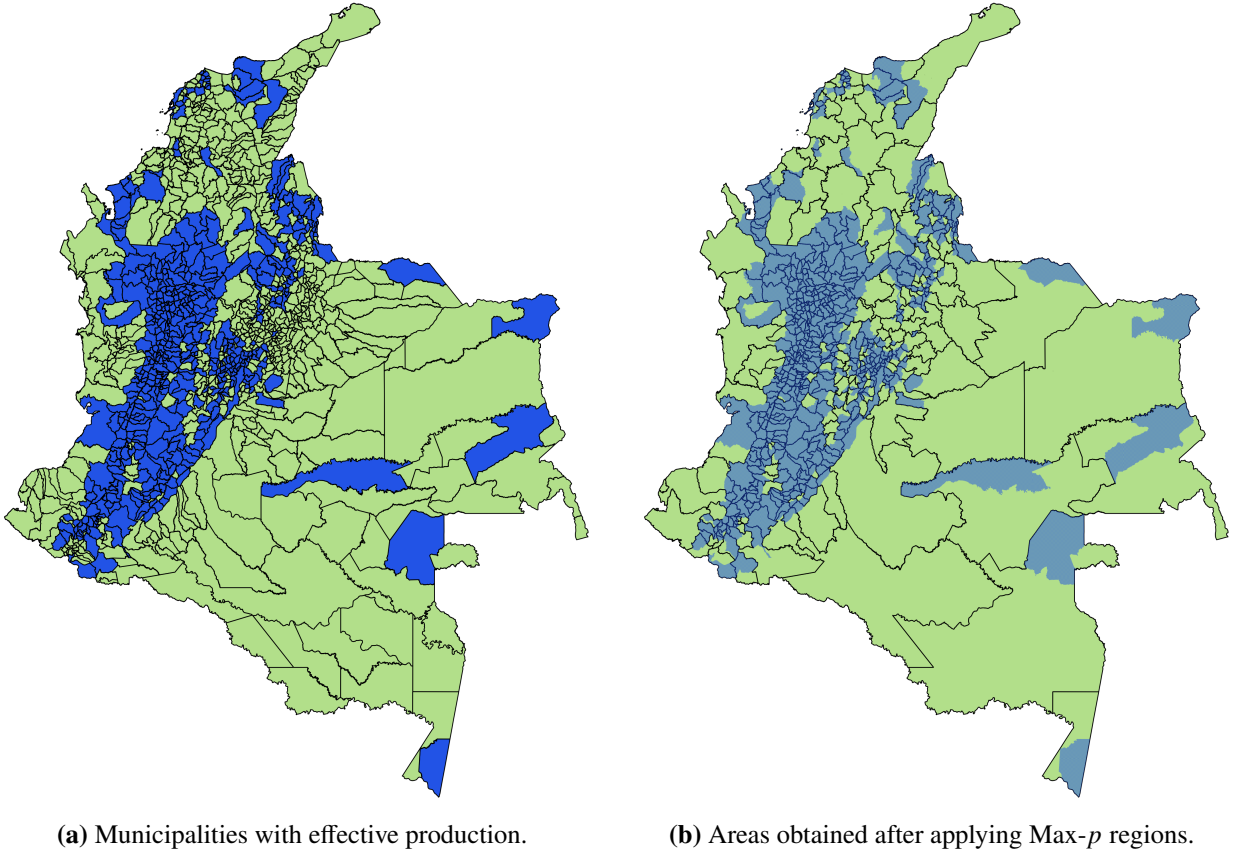 (a) Municipalities with effective production.
(b) Areas obtained after applying Max-p regions.